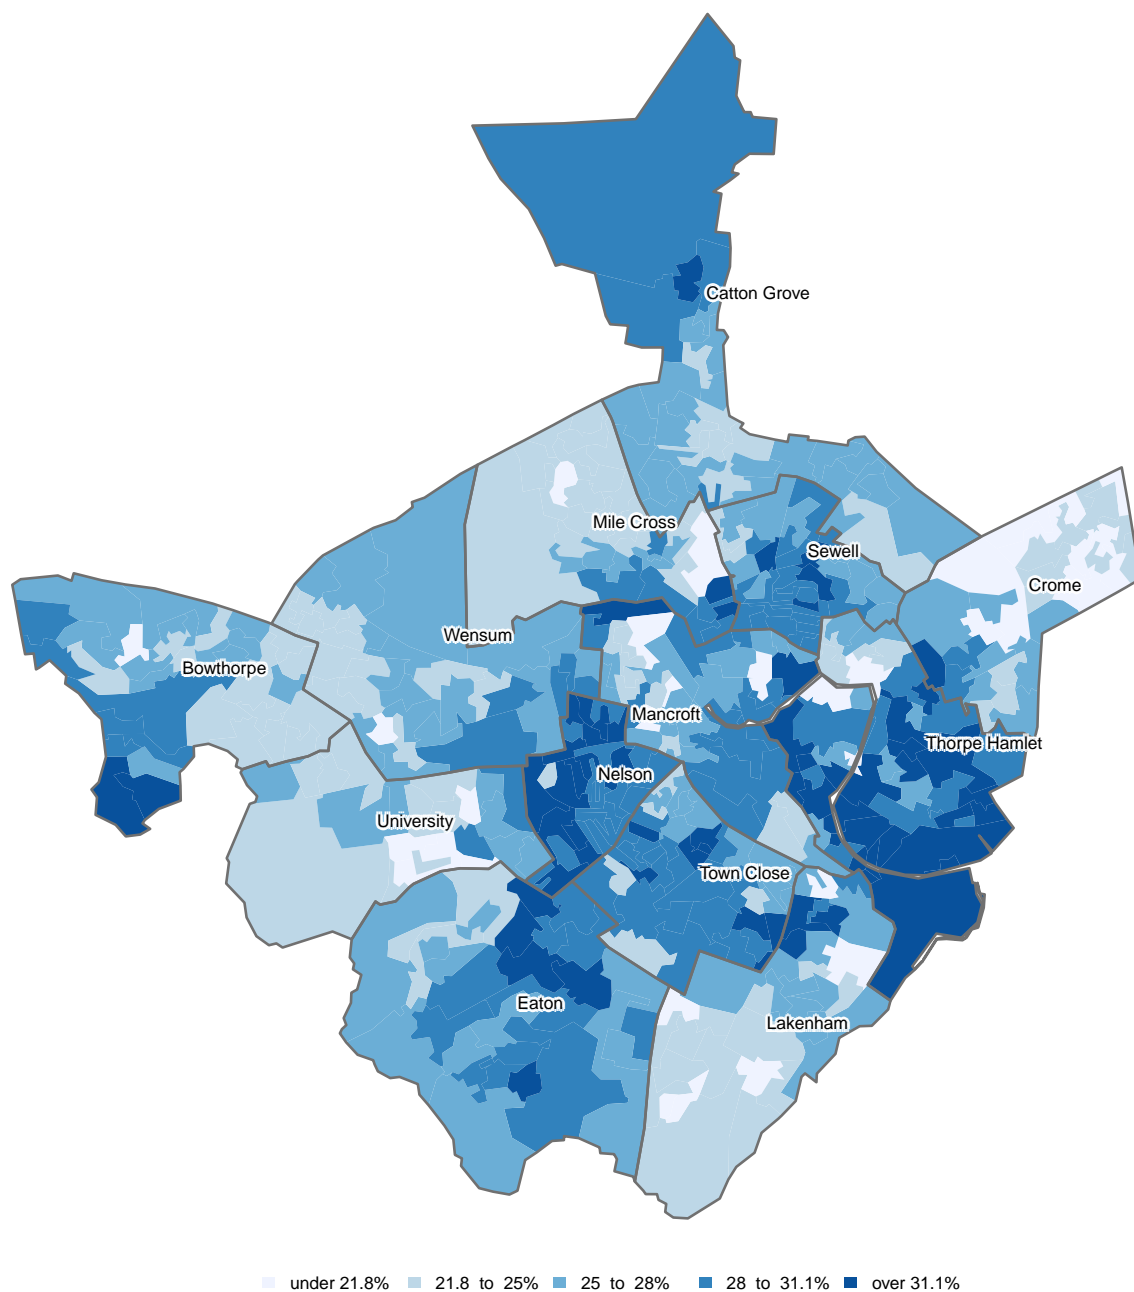 Catton Grove
Mile Cross
Sewell
Crome
Wensum
Bowthorpe
Mancroft
Thorpe Hamlet
Nelson
University
Town Close
Eaton
Lakenham
under 21.8% 21.8 to 25% 25 to 28% 28 to 31.1% over 31.1%